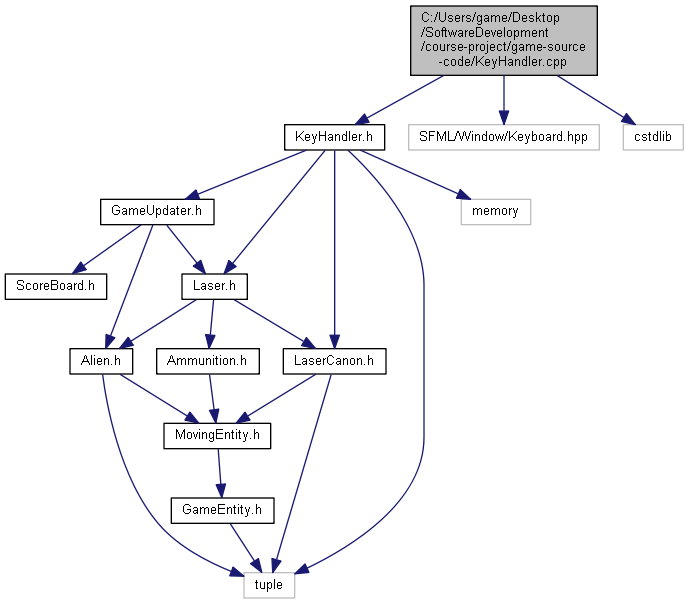 C:/Users/game/Desktop
/SoftwareDevelopment
/course-project/game-source
-code/KeyHandler.cpp
KeyHandler.h
SFML/Window/Keyboard.hpp
cstdlib
GameUpdater.h
memory
ScoreBoard.h
Laser.h
Alien.h
Ammunition.h
LaserCanon.h
MovingEntity.h
GameEntity.h
tuple